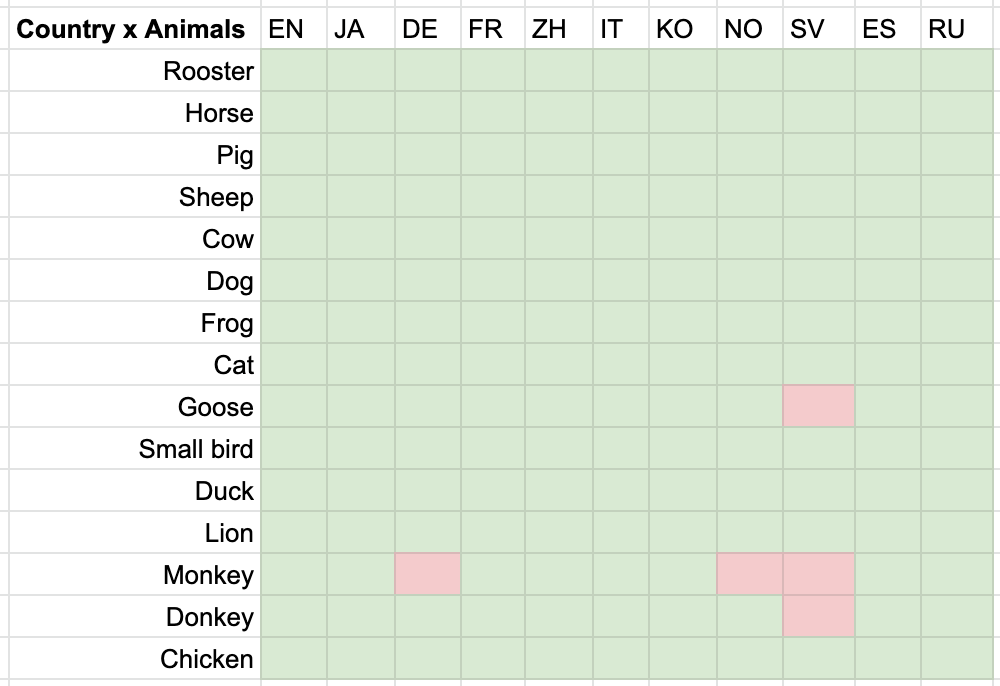 Country x Animals EN JA DE FR ZH IT KO NO SV ES RU
Rooster
Horse
Pig
Sheep
Cow
Dog
Frog
Cat
Goose
Small bird
Duck
Lion
Monkey
Donkey
Chicken